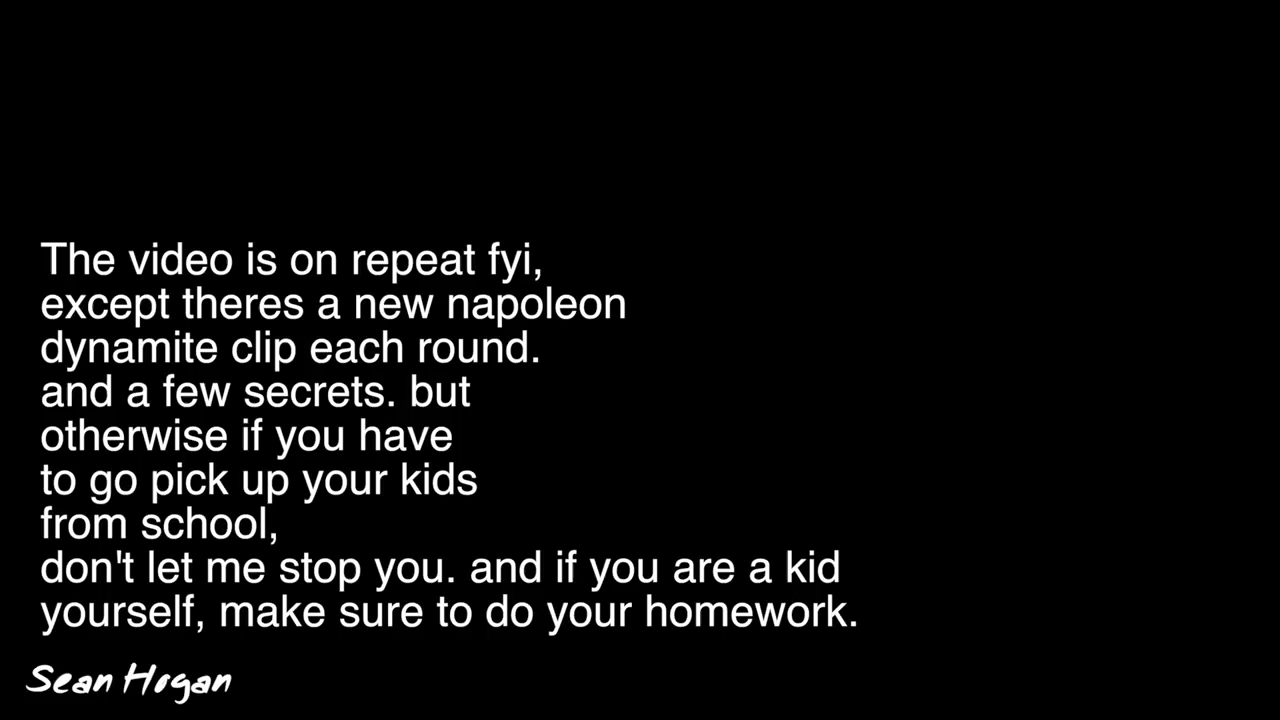 The video is on repeat fyi,
except theres a new napoleon
dynamite clip each round.
and a few secrets. but
otherwise if you have
to go pick up your kids
from school,
don't let me stop you. and if you are a kid
yourself, make sure to do your homework.
Sean Hogan